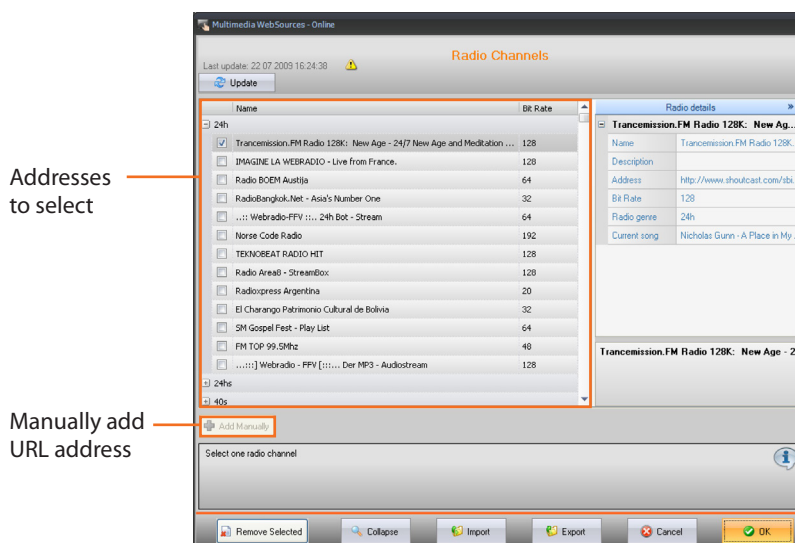 Multimedia WebSources - Online
Radio Channels
Last update: 22 07 2009 16:24:38
Update
Name Bit Rate
24h
Trancemission.FM Radio 128K: New Age - 24/7 New Age and Meditation ... 128
IMAGINE LA WEBRADIO - Live from France. 128
Radio BOEM Austija 64
RadioBangkok.Net - Asia's Number One 32
..:: Webradio-FFV ::.. 24h Bot - Stream 64
Norse Code Radio 192
TEKNOBEAT RADIO HIT 128
Radio Area8 - StreamBox 128
Radioxpress Argentina 20
El Charango Patrimonio Cultural de Bolivia 32
SM Gospel Fest - Play List 64
FM TOP 99.5Mhz 48
...:::] Webradio - FFV [:::... Der MP3 - Audiostream 128
24hs
40s
Radio details »
Trancemission.FM Radio 128K: New Ag...
Name Trancemission.FM Radio 128K.
Description
Address http://www.shoutcast.com/sbi.
Bit Rate 128
Radio genre 24h
Current song Nicholas Gunn - A Place in My .
Trancemission.FM Radio 128K: New Age - 2
Addresses
to select
Manually add
URL address
Add Manually
Select one radio channel
Remove Selected
Collapse
Import
Export
Cancel
OK